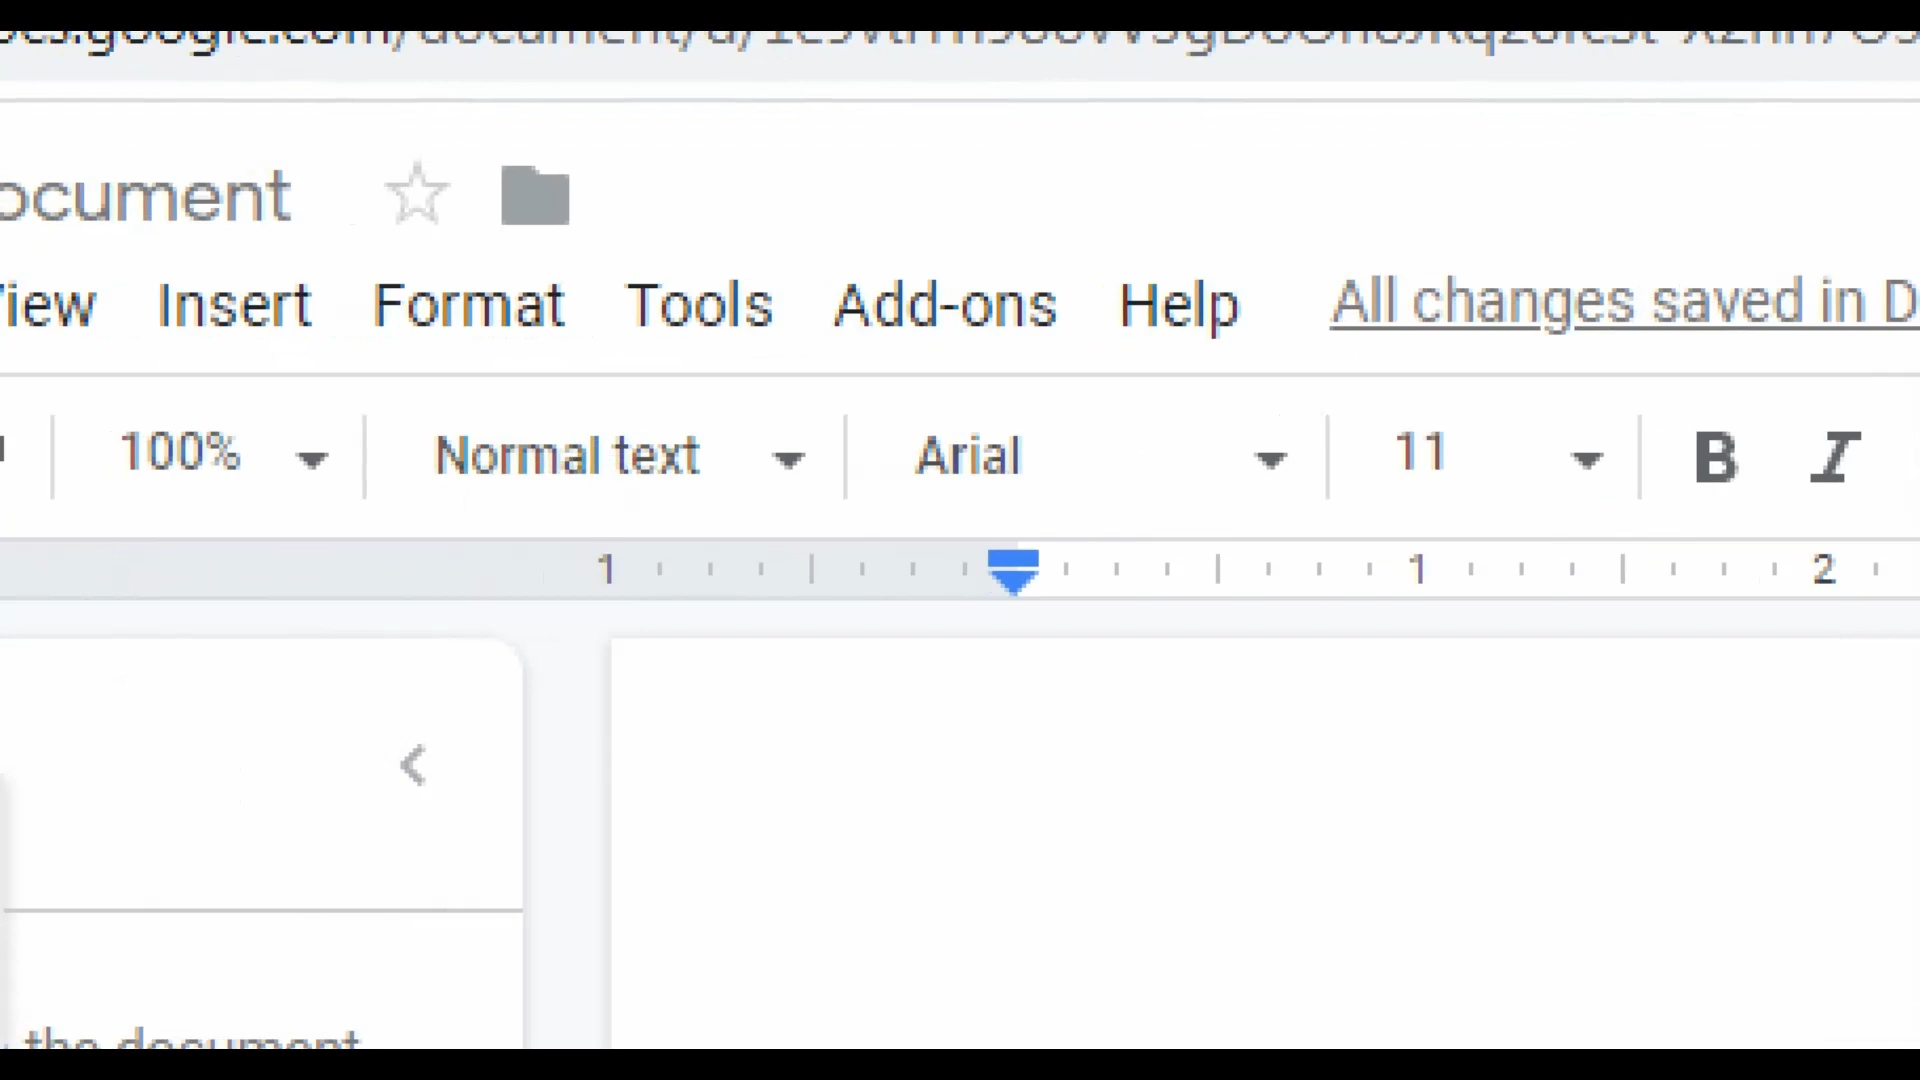 ocument
View Insert Format Tools Add-ons Help All changes saved in D
100% Normal text Arial 11 B I
1 1 2
the document